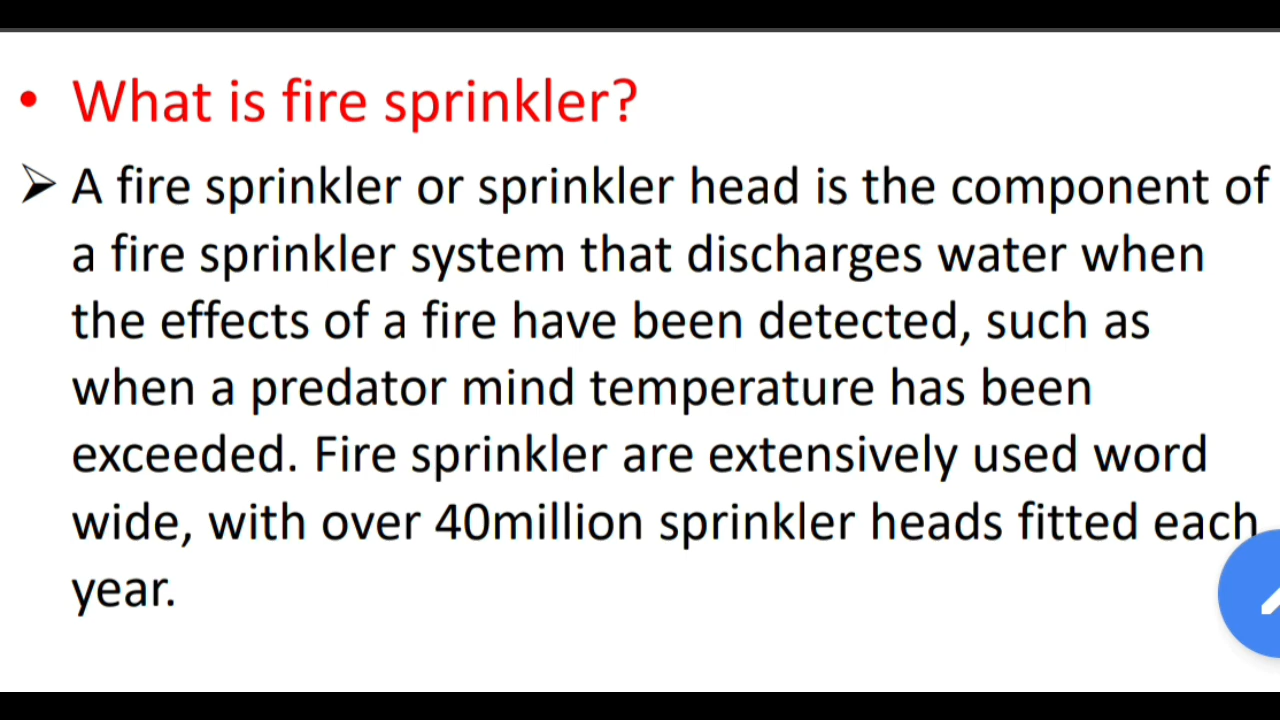 • What is fire sprinkler?
➢ A fire sprinkler or sprinkler head is the component of
a fire sprinkler system that discharges water when
the effects of a fire have been detected, such as
when a predator mind temperature has been
exceeded. Fire sprinkler are extensively used word
wide, with over 40million sprinkler heads fitted each
year.